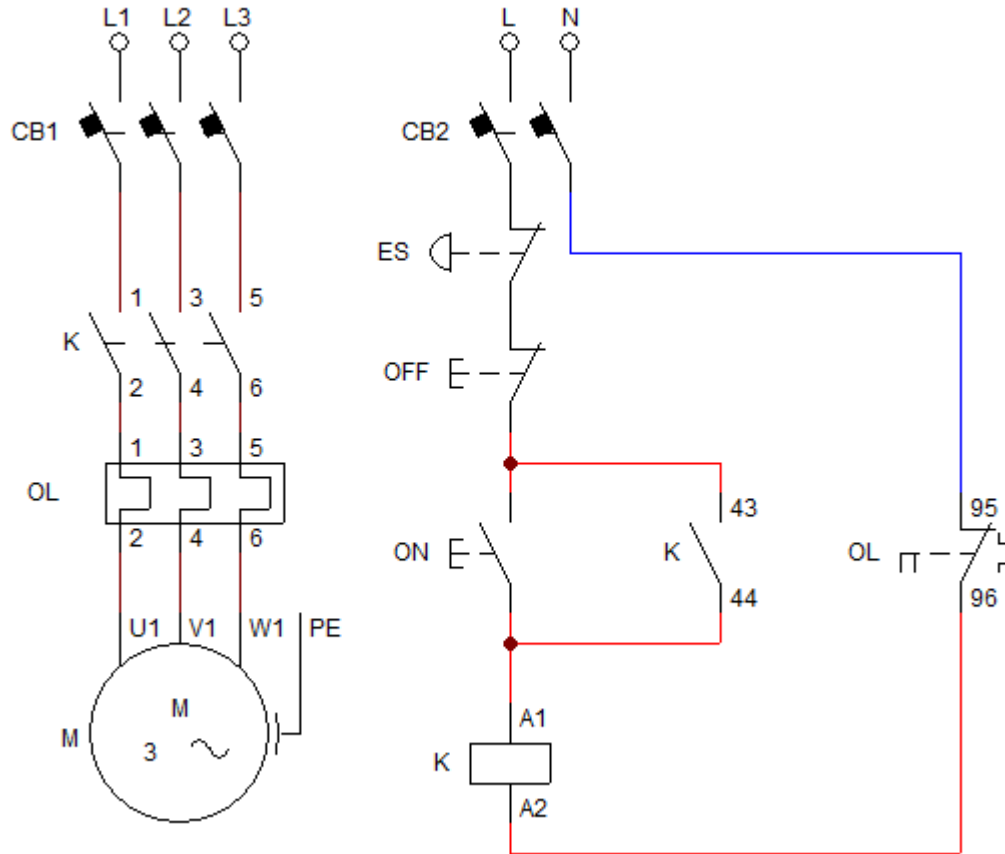 L1 L2 L3 L N
CB1 CB2
ES
1 3 5
K
OFF
2 4 6
1 3 5
43 95
OL
ON K OL
2 4 6
44 96
U1 V1 W1 PE
M
A1
M
3
K
A2